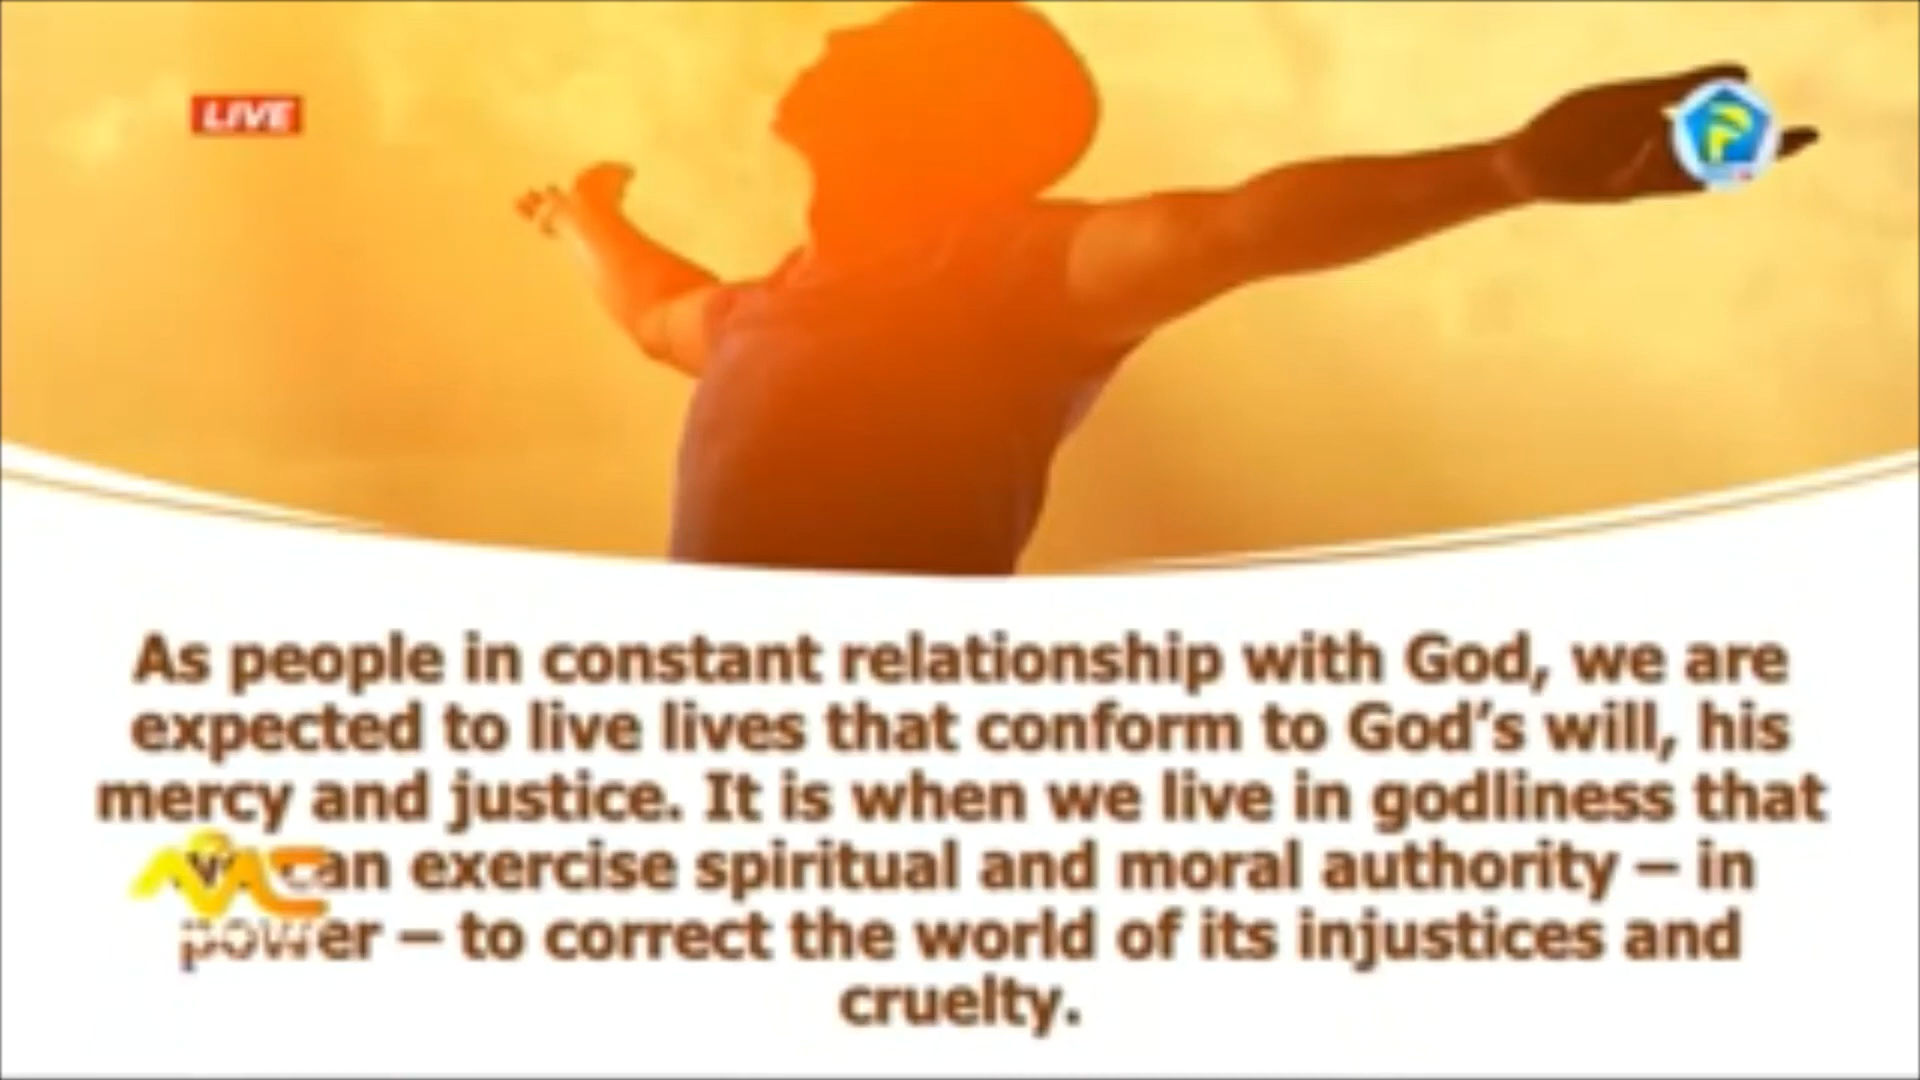 LIVE
As people in constant relationship with God, we are
expected to live lives that conform to God's will, his
mercy and justice. It is when we live in godliness that
can exercise spiritual and moral authority – in
power – to correct the world of its injustices and
cruelty.